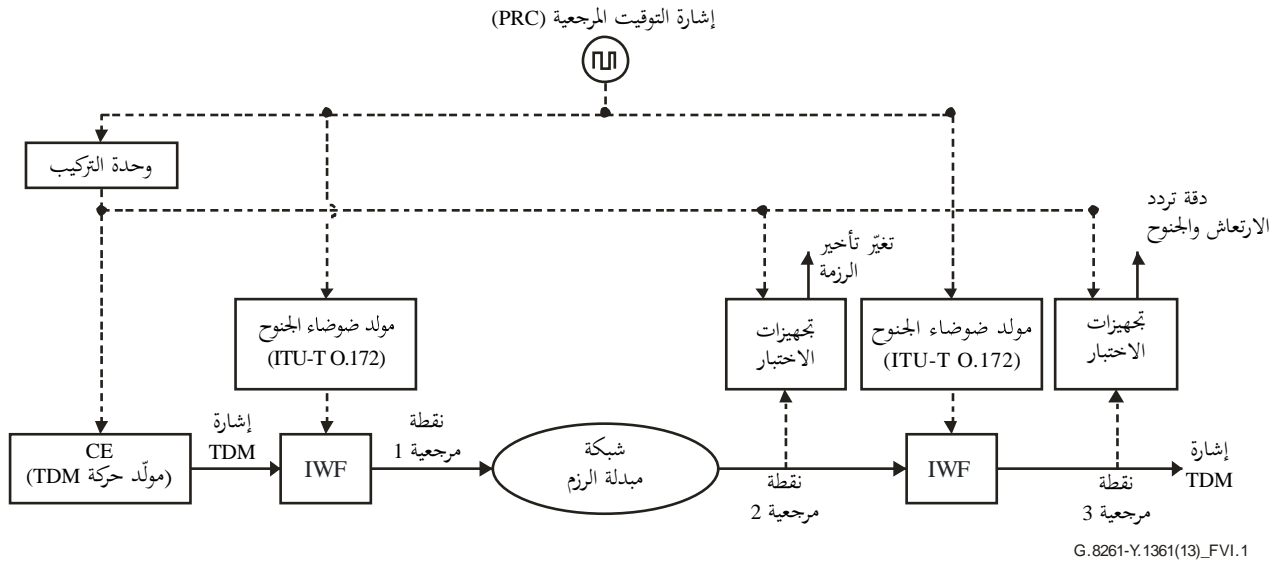 إشارة التوقيت المرجعية (PRC)
وحدة التركيب
دقة تردد
الارتعاش والجنوح
تغيّر تأخير
الرزمة
مولد ضوضاء الجنوح
(ITU-T O.172)
تجهيزات
الاختبار
مولد ضوضاء الجنوح
(ITU-T O.172)
تجهيزات
الاختبار
CE
(مولّد حركة TDM)
إشارة
TDM
IWF
نقطة
مرجعية 1
شبكة
مبدلة الرزم
نقطة
مرجعية 2
IWF
نقطة
مرجعية 3
إشارة
TDM
G.8261-Y.1361(13)_FVI.1